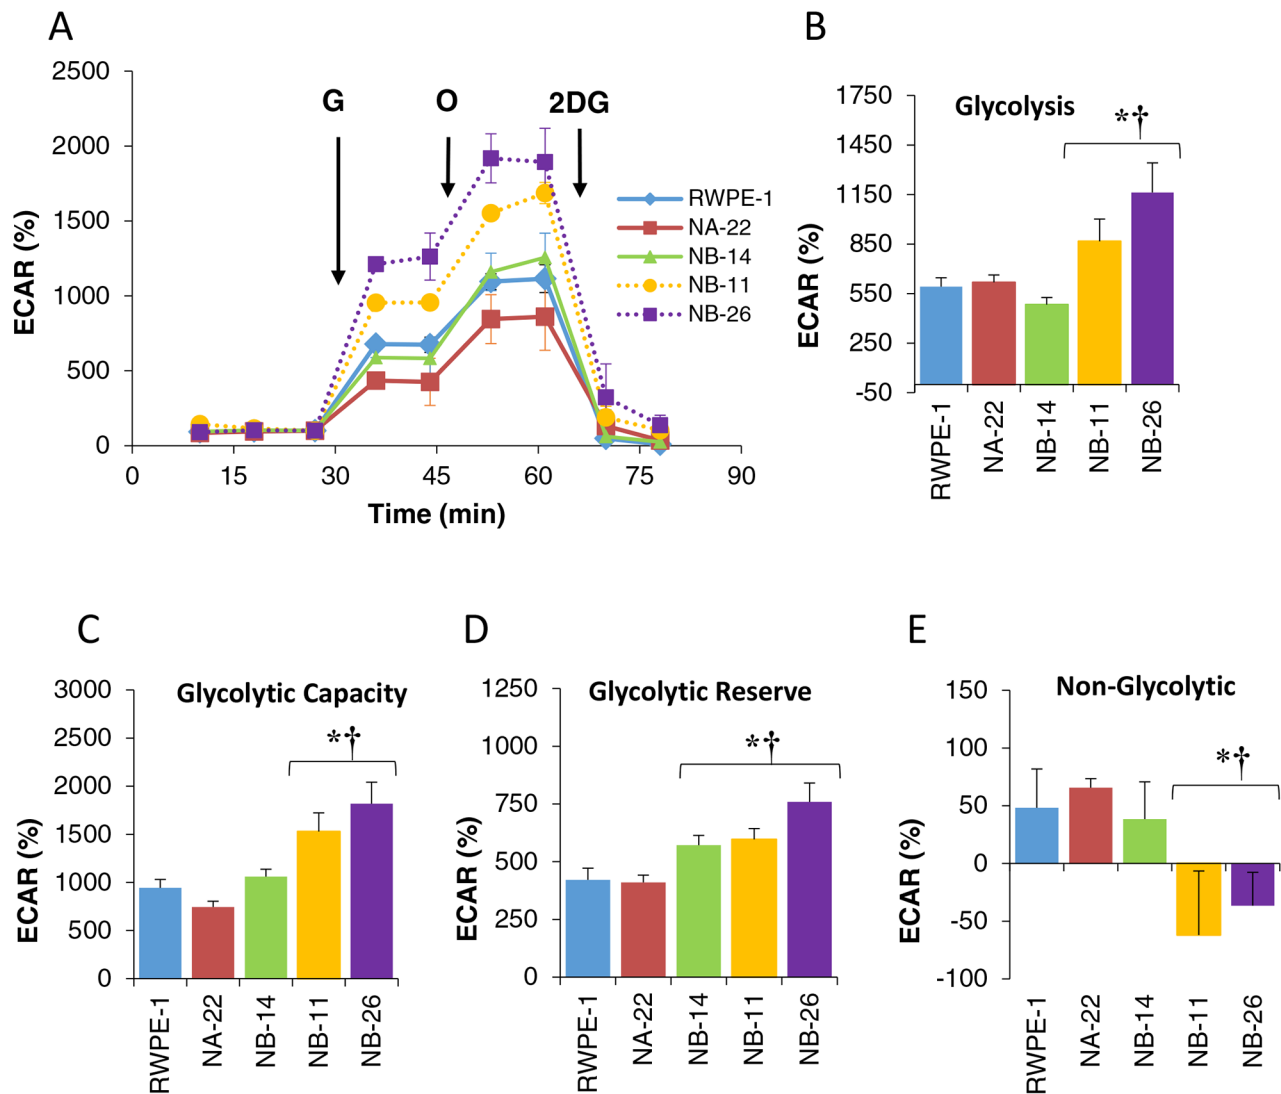 A
2500
2000
1500
1000
500
0
ECAR (%)
0 15 30 45 60 75 90
Time (min)
G O 2DG
RWPE-1
NA-22
NB-14
NB-11
NB-26
B
Glycolysis
*†
1750
1450
1150
850
550
250
-50
ECAR (%)
RWPE-1 NA-22 NB-14 NB-11 NB-26
C
Glycolytic Capacity
*†
3000
2500
2000
1500
1000
500
0
ECAR (%)
RWPE-1 NA-22 NB-14 NB-11 NB-26
D
Glycolytic Reserve
*†
1250
1000
750
500
250
0
ECAR (%)
RWPE-1 NA-22 NB-14 NB-11 NB-26
E
Non-Glycolytic
*†
150
100
50
0
-50
-100
ECAR (%)
RWPE-1 NA-22 NB-14 NB-11 NB-26